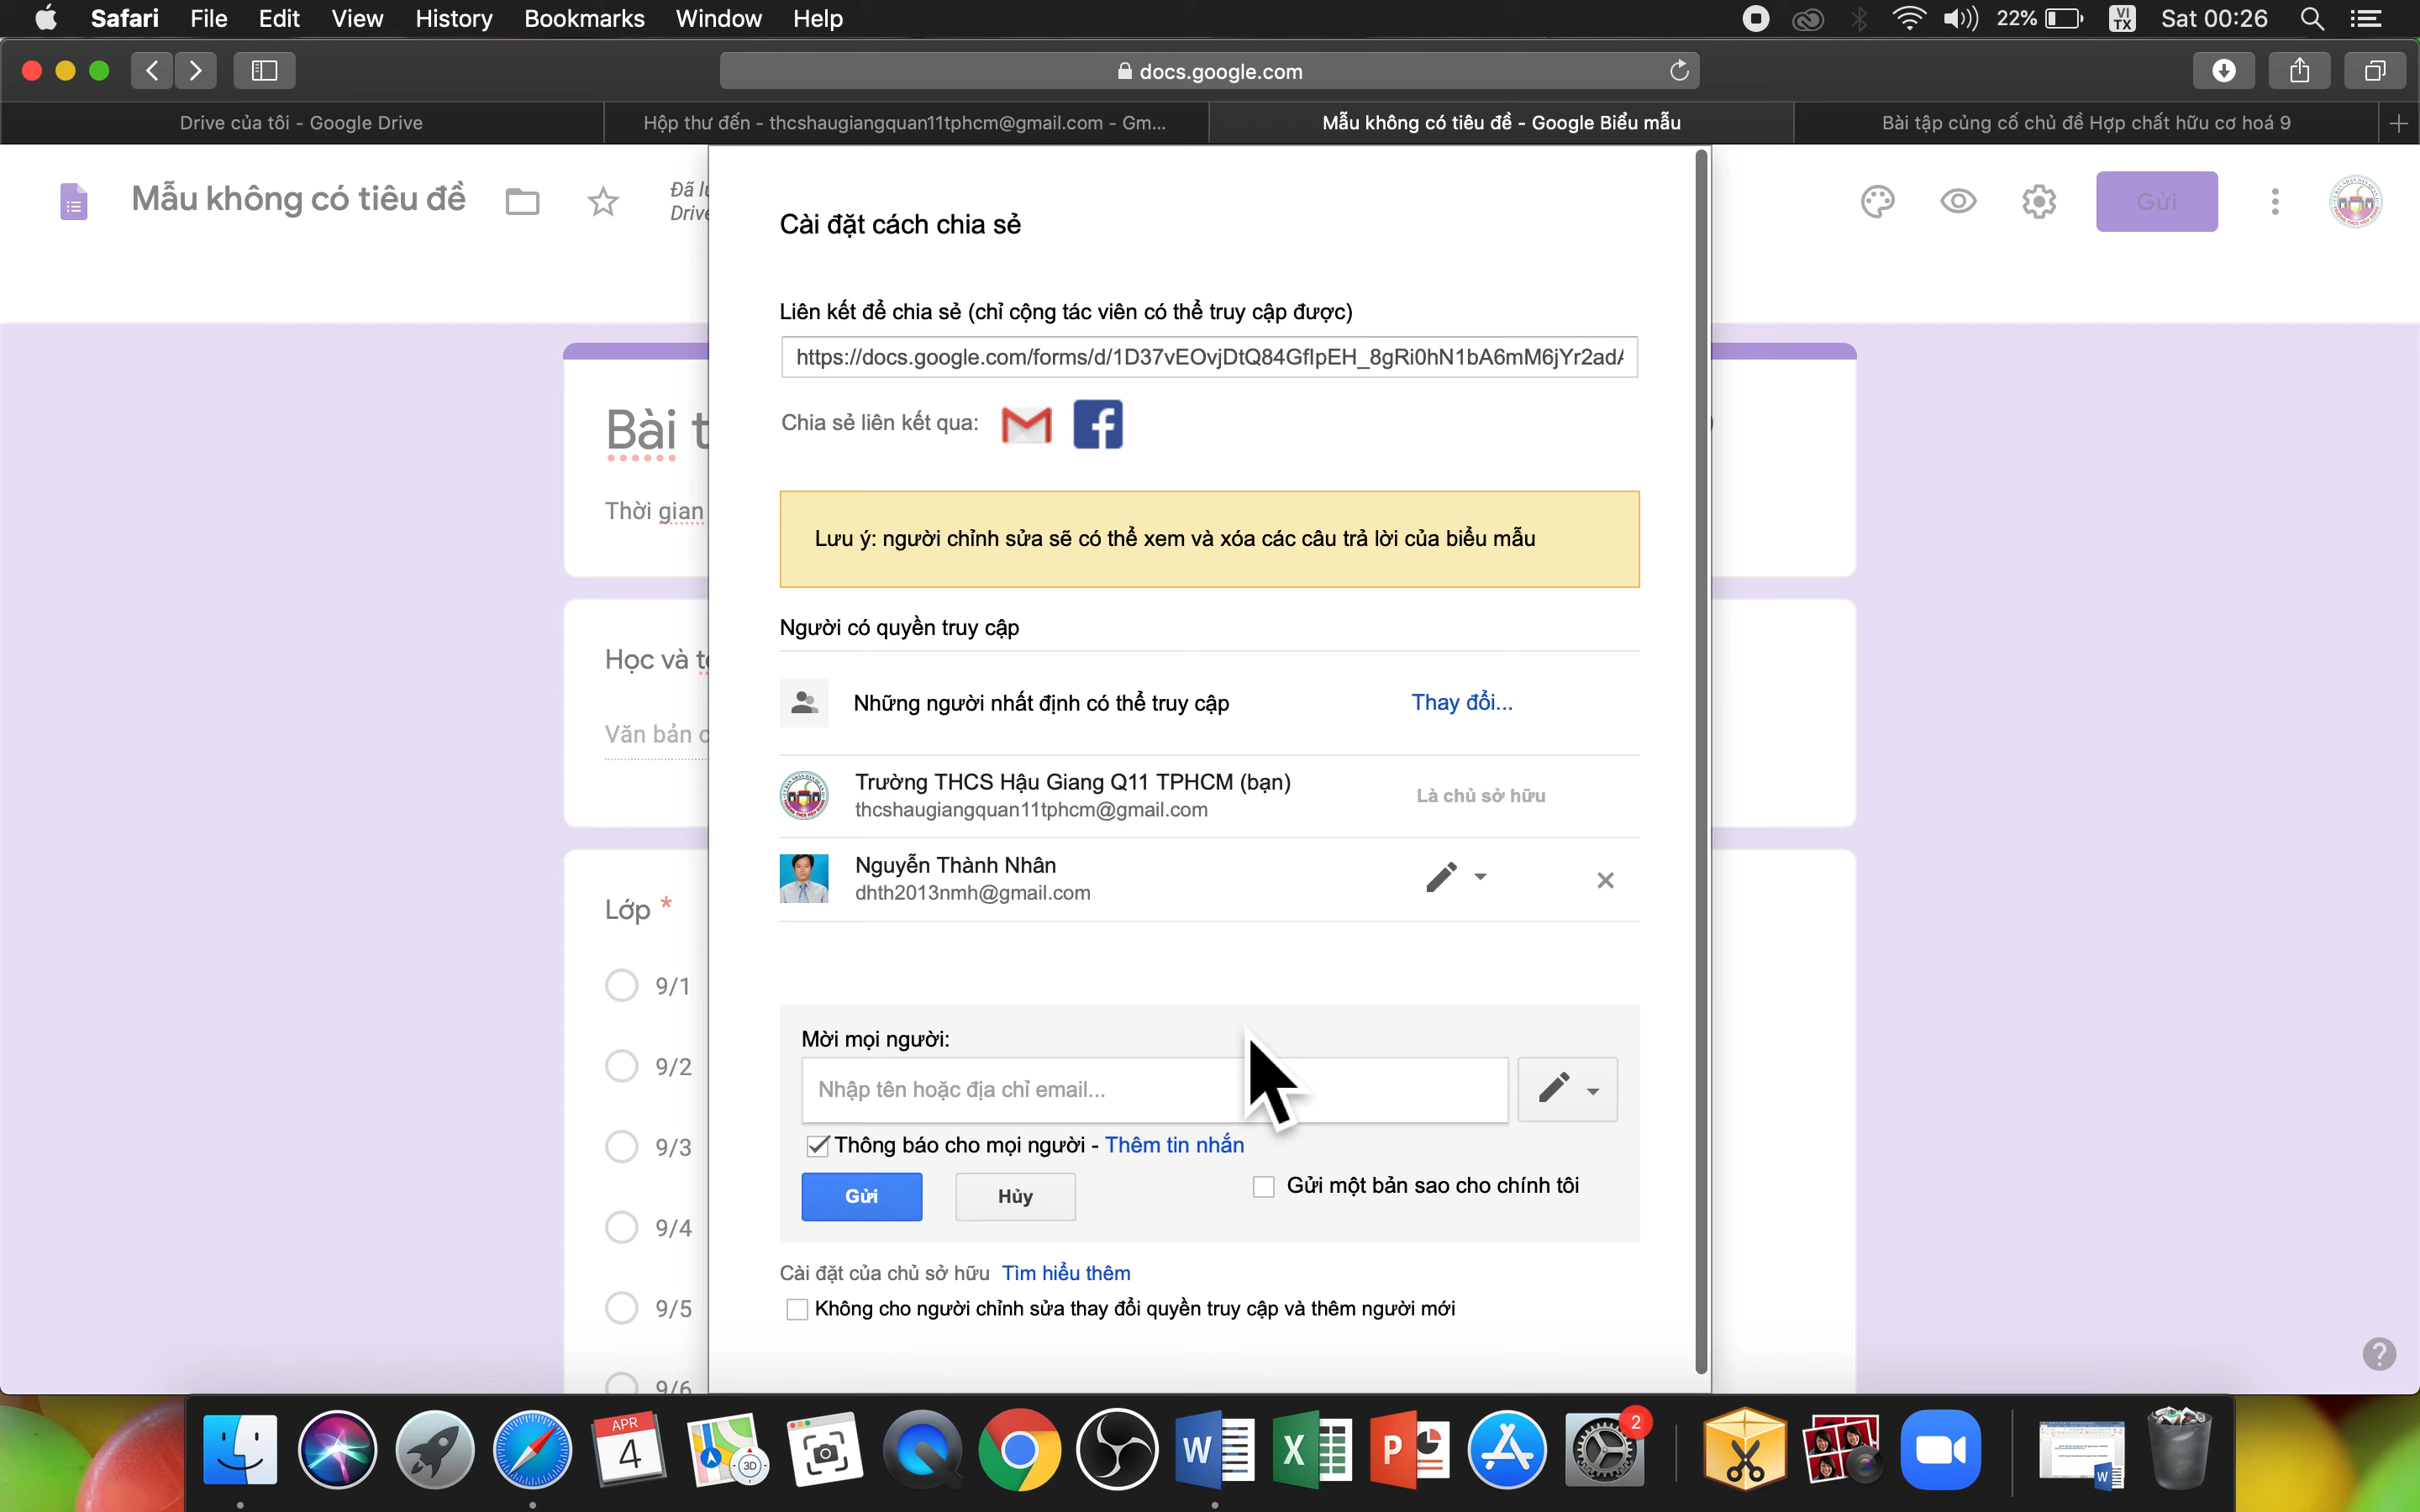 Safari File Edit View History Bookmarks Window Help 22% VI TX Sat 00:26
docs.google.com
Drive của tôi - Google Drive
Hộp thư đến - thcshaugiangquan11tphcm@gmail.com - Gm...
Mẫu không có tiêu đề - Google Biểu mẫu
Bài tập củng cố chủ đề Hợp chất hữu cơ hoá 9
Mẫu không có tiêu đề
Đã
Drive
Gửi
Cài đặt cách chia sẻ
Liên kết để chia sẻ (chỉ cộng tác viên có thể truy cập được)
https://docs.google.com/forms/d/1D37vEOvjDtQ84GfIpEH_8gRi0hN1bA6mM6jYr2ad
Chia sẻ liên kết qua:
Lưu ý: người chỉnh sửa sẽ có thể xem và xóa các câu trả lời của biểu mẫu
Người có quyền truy cập
Những người nhất định có thể truy cập Thay đổi...
Trường THCS Hậu Giang Q11 TPHCM (bạn)
thcshaugiangquan11tphcm@gmail.com
Là chủ sở hữu
Nguyễn Thành Nhân
dhth2013nmh@gmail.com
Mời mọi người:
Nhập tên hoặc địa chỉ email...
Thông báo cho mọi người - Thêm tin nhắn
Gửi Hủy Gửi một bản sao cho chính tôi
Cài đặt của chủ sở hữu Tìm hiểu thêm
Không cho người chỉnh sửa thay đổi quyền truy cập và thêm người mới
Bài t
Thời gian
Học và
Văn bản
Lớp *
9/1
9/2
9/3
9/4
9/5
9/6
APR
4
3D
W
X
P
2
W